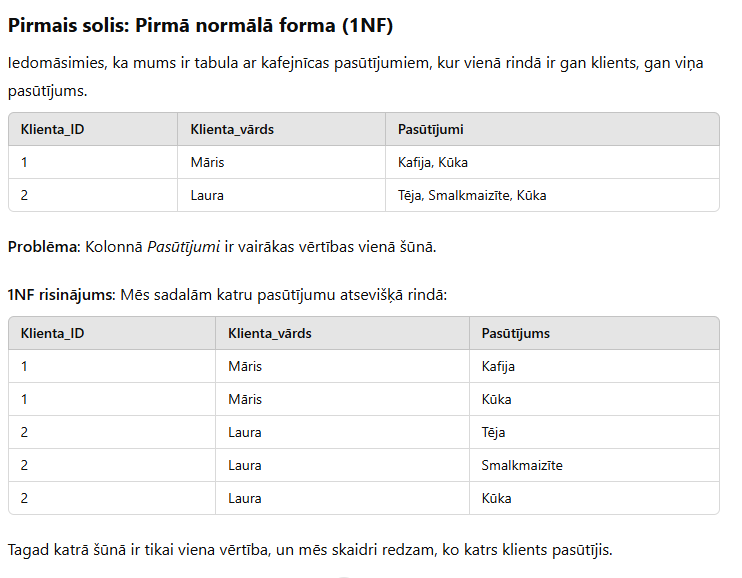 Pirmais solis: Pirmā normālā forma (1NF)
Iedomāsimies, ka mums ir tabula ar kafejnīcas pasūtījumiem, kur vienā rindā ir gan klients, gan viņa
pasūtījums.
Klienta_ID Klienta_vārds Pasūtījumi
1 Māris Kafija, Kūka
2 Laura Tēja, Smalkmaizīte, Kūka
Problēma: Kolonnā Pasūtījumi ir vairākas vērtības vienā šūnā.
1NF risinājums: Mēs sadalām katru pasūtījumu atsevišķā rindā:
Klienta_ID Klienta_vārds Pasūtījums
1 Māris Kafija
1 Māris Kūka
2 Laura Tēja
2 Laura Smalkmaizīte
2 Laura Kūka
Tagad katrā šūnā ir tikai viena vērtība, un mēs skaidri redzam, ko katrs klients pasūtījis.